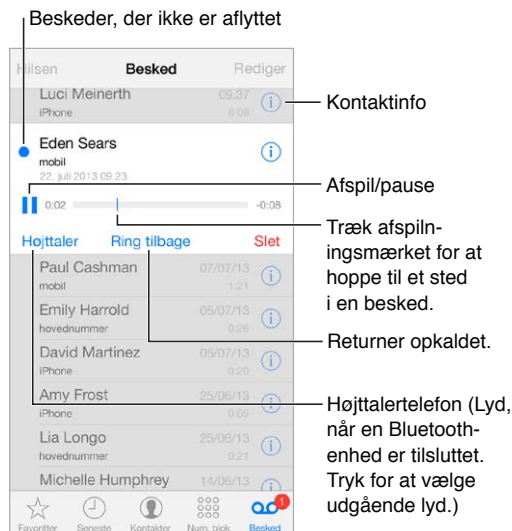 Beskeder, der ikke er aflyttet
Hilsen Besked Rediger
Luci Meinerth 09.37
iPhone 0:08
Kontaktinfo
Eden Sears
mobil
22. juli 2013 09.23
Afspil/pause
0:02 -0:08
Træk afspiln-
ingsmærket for at
hoppe til et sted
i en besked.
Højttaler Ring tilbage Slet
Paul Cashman 07/07/13
mobil 1:21
Emily Harrold 05/07/13
hovednummer 0:26
Returner opkaldet.
David Martinez 05/07/13
iPhone 0:20
Amy Frost 25/06/13
iPhone 0:09
Højttalertelefon (Lyd,
når en Bluetooth-
enhed er tilsluttet.
Tryk for at vælge
udgående lyd.)
Lia Longo 25/06/13
hovednummer 0:21
Michelle Humphrey 14/06/13
1
Favoritter Seneste Kontakter Num. blok Besked